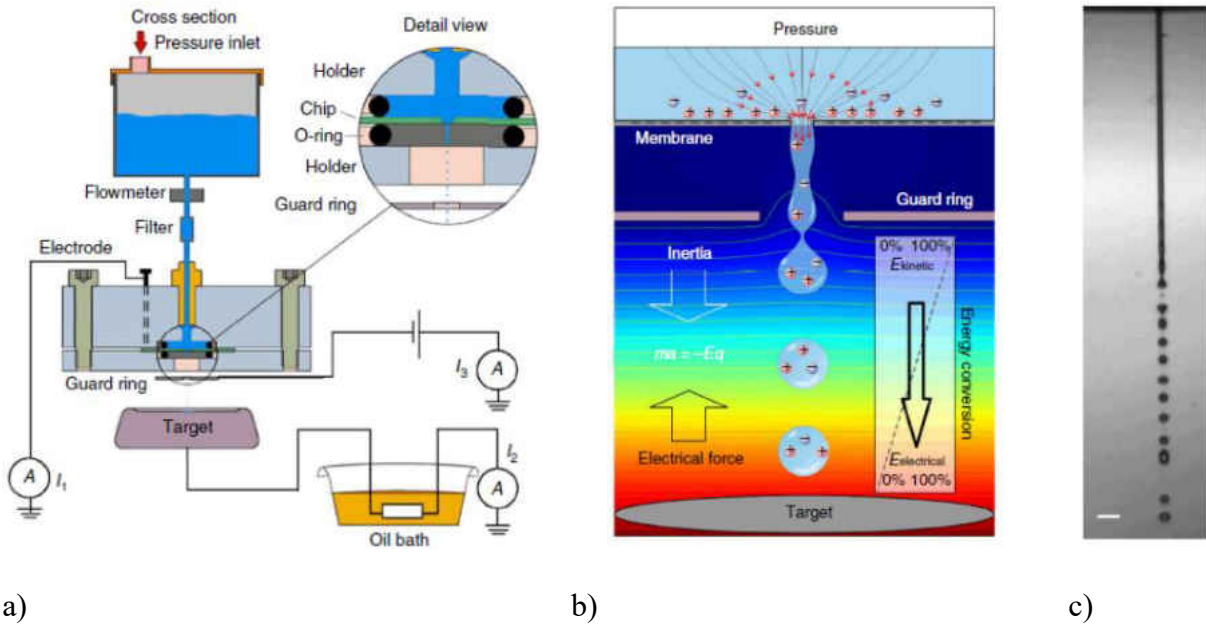 Cross section
Pressure inlet
Detail view
Holder
Chip
O-ring
Holder
Guard ring
Flowmeter
Filter
Electrode
Guard ring
Target
Oil bath
A
I1
A
I2
A
I3
Pressure
Membrane
Guard ring
Inertia
ma = –Eq
Electrical force
0% 100%
Ekinetic
Energy conversion
Eelectrical
0% 100%
Target
a)
b)
c)